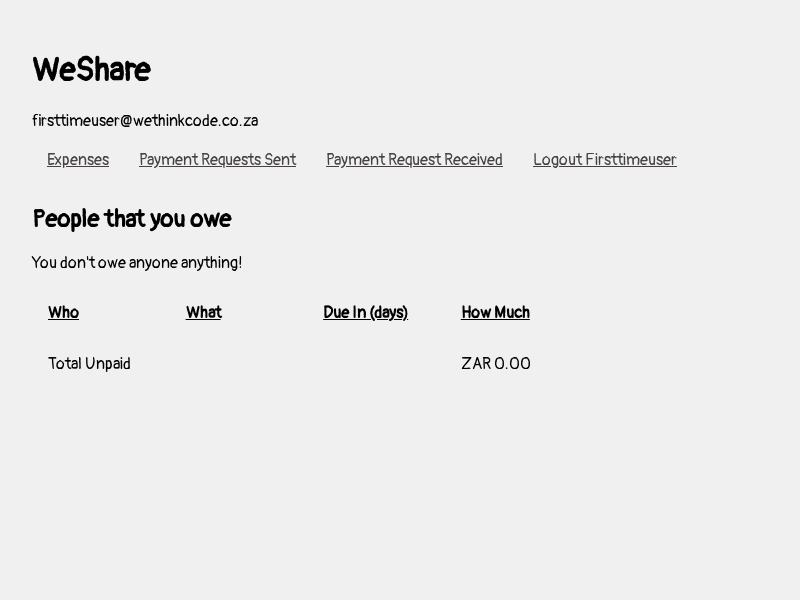 WeShare
firsttimeuser@wethinkcode.co.za
Expenses Payment Requests Sent Payment Request Received Logout Firsttimeuser
People that you owe
You don't owe anyone anything!
Who What Due In (days) How Much
Total Unpaid ZAR 0.00